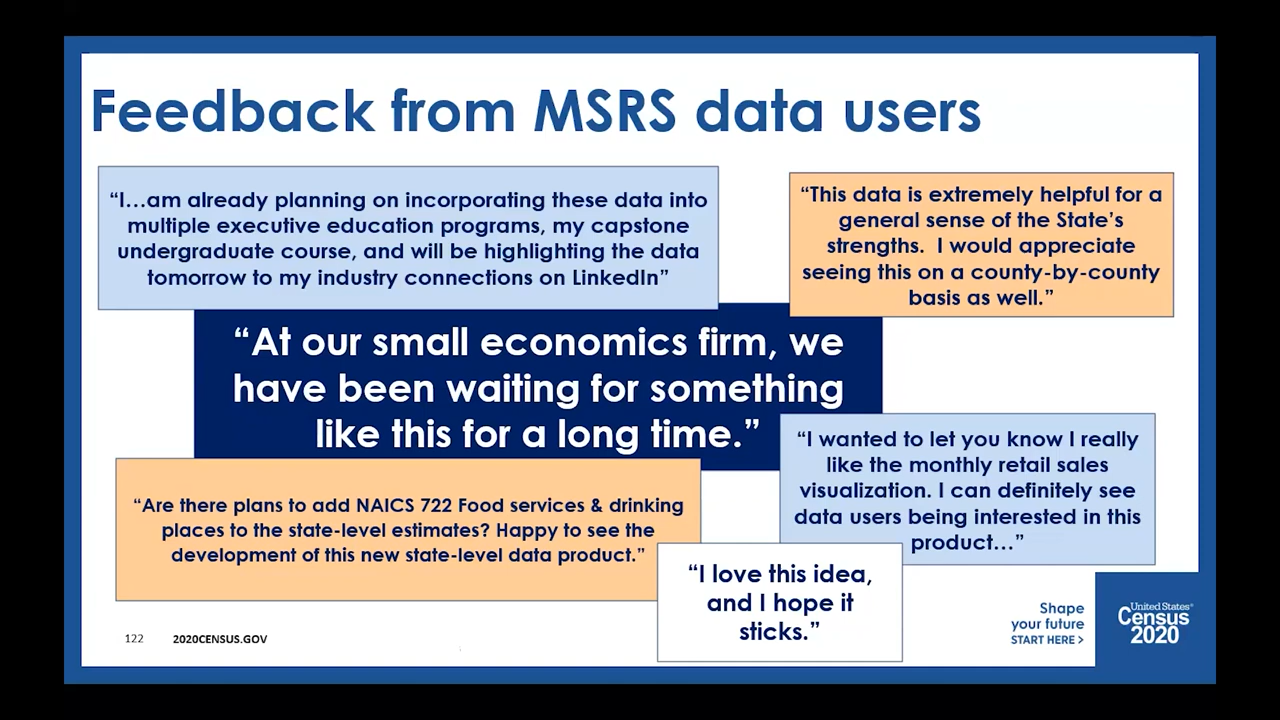 Feedback from MSRS data users
“I…am already planning on incorporating these data into
multiple executive education programs, my capstone
undergraduate course, and will be highlighting the data
tomorrow to my industry connections on LinkedIn”
“This data is extremely helpful for a
general sense of the State’s
strengths.  I would appreciate
seeing this on a county-by-county
basis as well.”
“At our small economics firm, we
have been waiting for something
like this for a long time.”
“I wanted to let you know I really
like the monthly retail sales
visualization. I can definitely see
data users being interested in this
product…”
“Are there plans to add NAICS 722 Food services & drinking
places to the state-level estimates? Happy to see the
development of this new state-level data product.”
“I love this idea,
and I hope it
sticks.”
122
2020CENSUS.GOV
Shape
your future
START HERE >
United States®
Census
2020